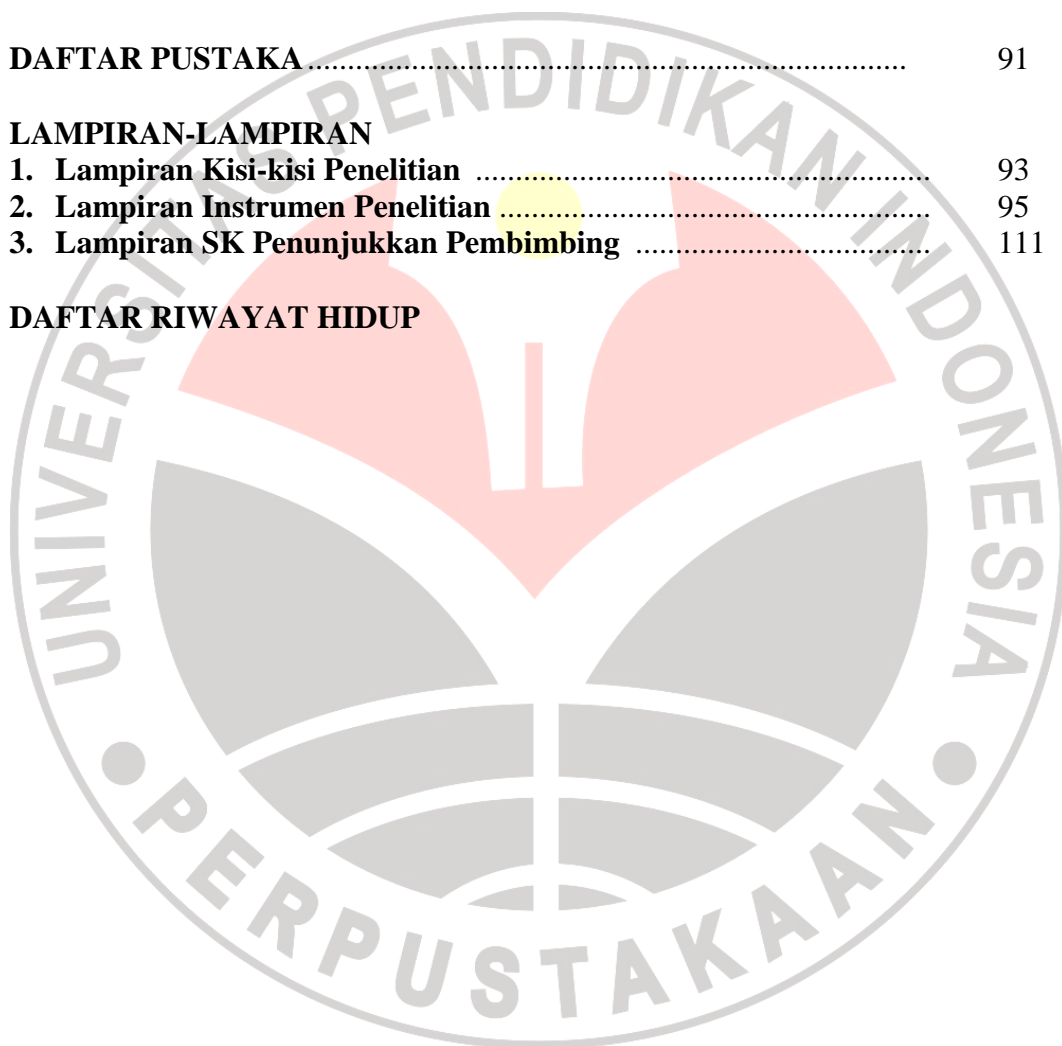 DAFTAR PUSTAKA ........................................................................... 91
LAMPIRAN-LAMPIRAN
1. Lampiran Kisi-kisi Penelitian ......................................................... 93
2. Lampiran Instrumen Penelitian ...................................................... 95
3. Lampiran SK Penunjukkan Pembimbing ..................................... 111
DAFTAR RIWAYAT HIDUP
UNIVERSITAS PENDIDIKAN INDONESIA
PERPUSTAKAAN